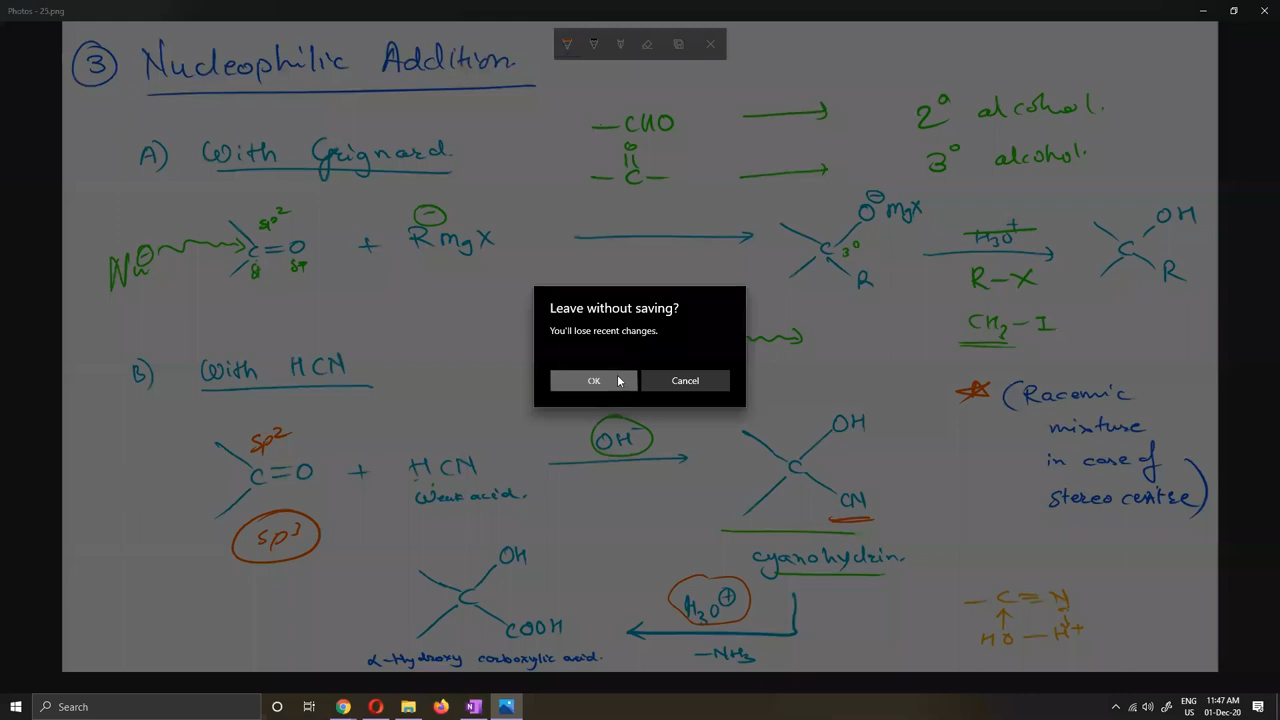 Photos - 25.png
③ Nucleophilic Addition
—CHO → 2° alcohol.
A) With Grignard.
O
=
— C — → 3° alcohol.
sp² ⊖ O⊖ MgX OH
Nu⊖ C=O + RMgX → C 3° H₃O⁺ C
δ⁺ R R–X R
CH₂–I
Leave without saving?
You'll lose recent changes.
OK Cancel
B) With HCN
☆ (Racemic
mixture
in case of
stereo centre)
sp² OH⁻ OH
C=O + HCN → C
Weak acid. CN
sp³
cyanohydrin.
OH
C H₃O⊕ — C ≡ N
COOH –NH₃ HO — H+
α-Hydroxy carboxylic acid.
Search
ENG 11:47 AM
US 01-Dec-20